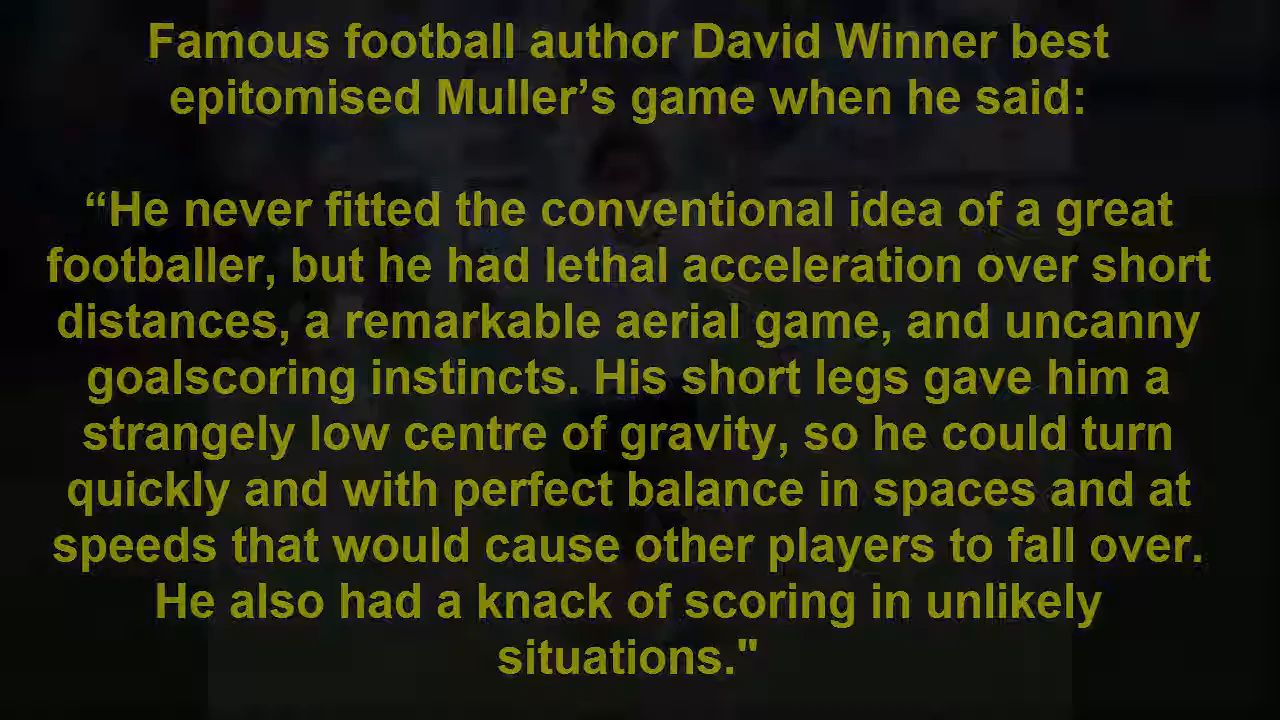 Famous football author David Winner best
epitomised Muller’s game when he said:
“He never fitted the conventional idea of a great
footballer, but he had lethal acceleration over short
distances, a remarkable aerial game, and uncanny
goalscoring instincts. His short legs gave him a
strangely low centre of gravity, so he could turn
quickly and with perfect balance in spaces and at
speeds that would cause other players to fall over.
He also had a knack of scoring in unlikely
situations."